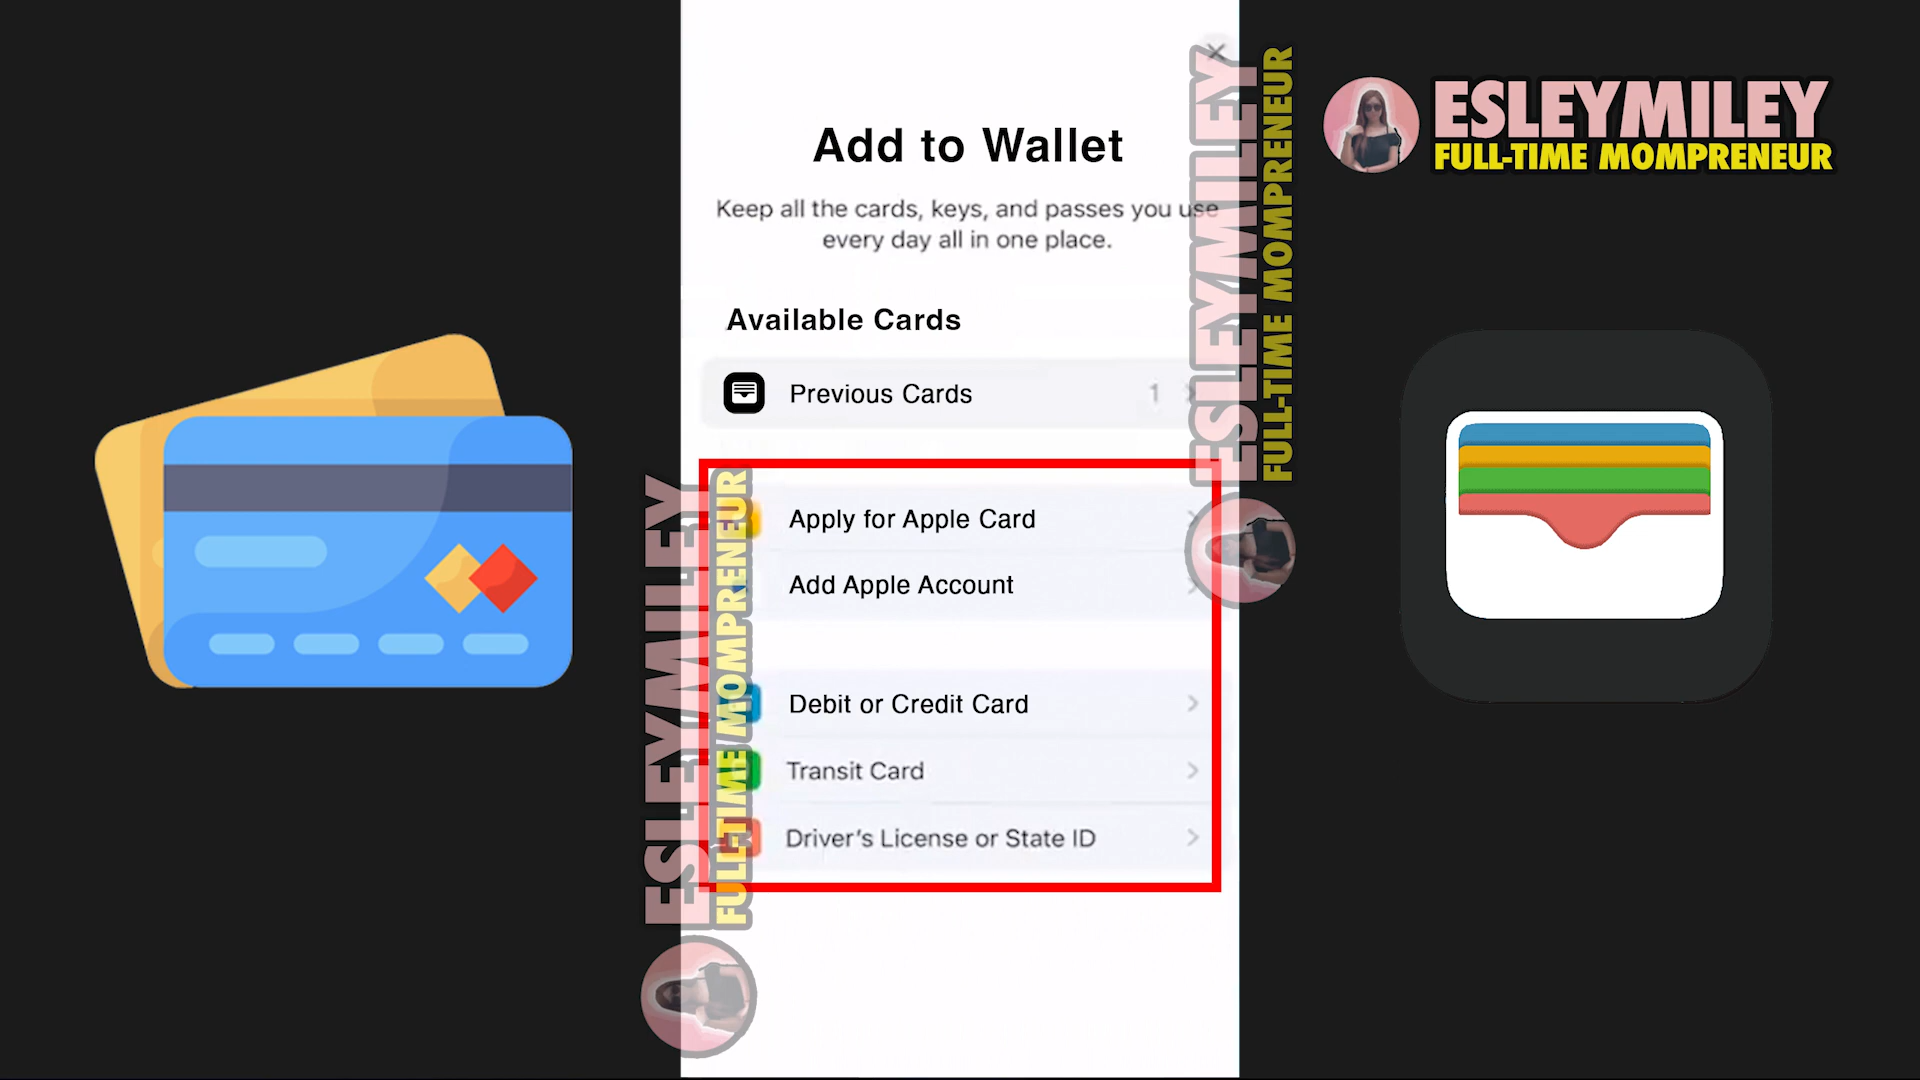 Add to Wallet
Keep all the cards, keys, and passes you use
every day all in one place.
Available Cards
Previous Cards 1
Apply for Apple Card
Add Apple Account
Debit or Credit Card
Transit Card
Driver's License or State ID
ESLEYMILEY
FULL-TIME MOMPRENEUR
ESLEYMILEY
FULL-TIME MOMPRENEUR
ESLEYMILEY
FULL-TIME MOMPRENEUR